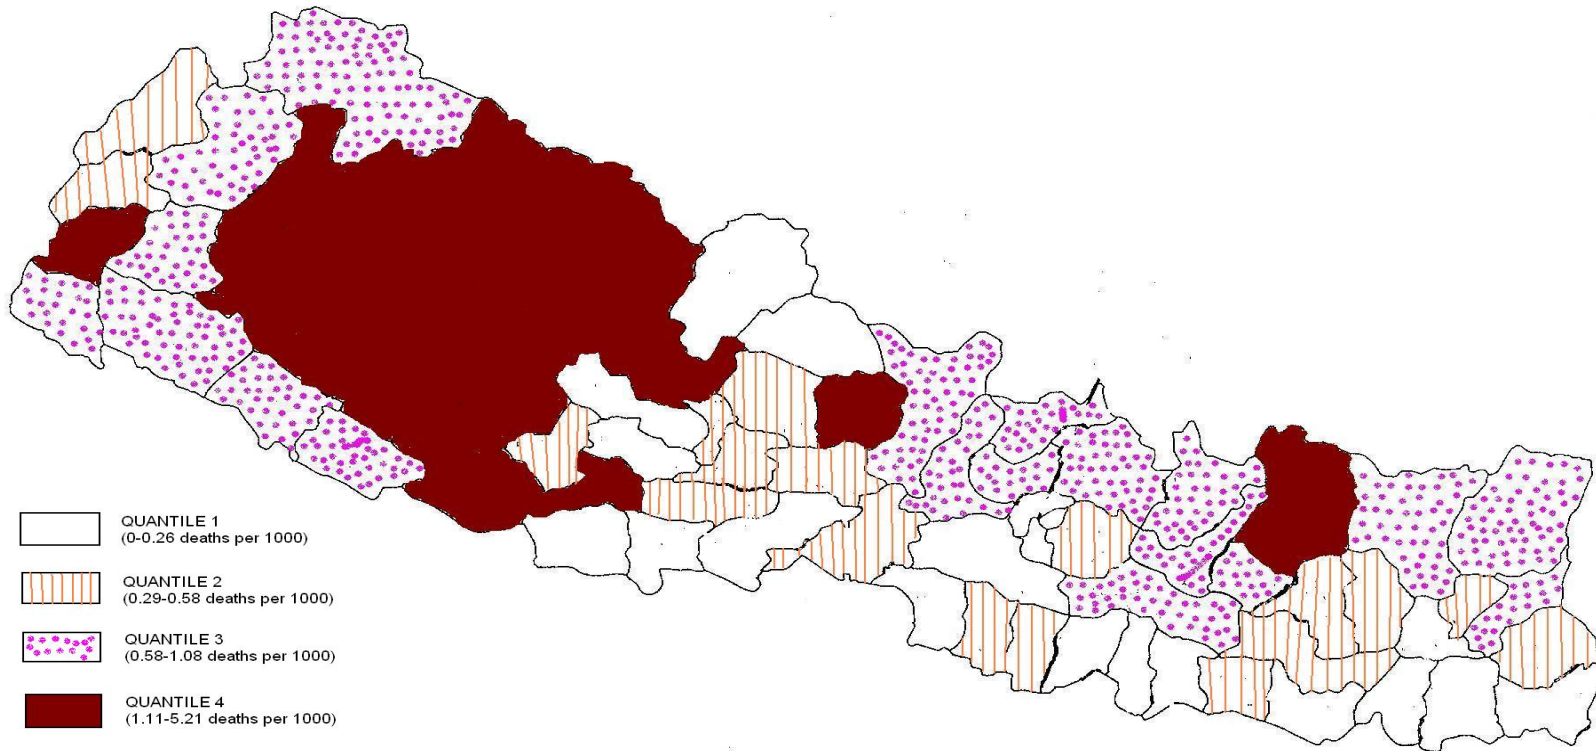 QUANTILE 1
(0-0.26 deaths per 1000)
QUANTILE 2
(0.29-0.58 deaths per 1000)
QUANTILE 3
(0.58-1.08 deaths per 1000)
QUANTILE 4
(1.11-5.21 deaths per 1000)